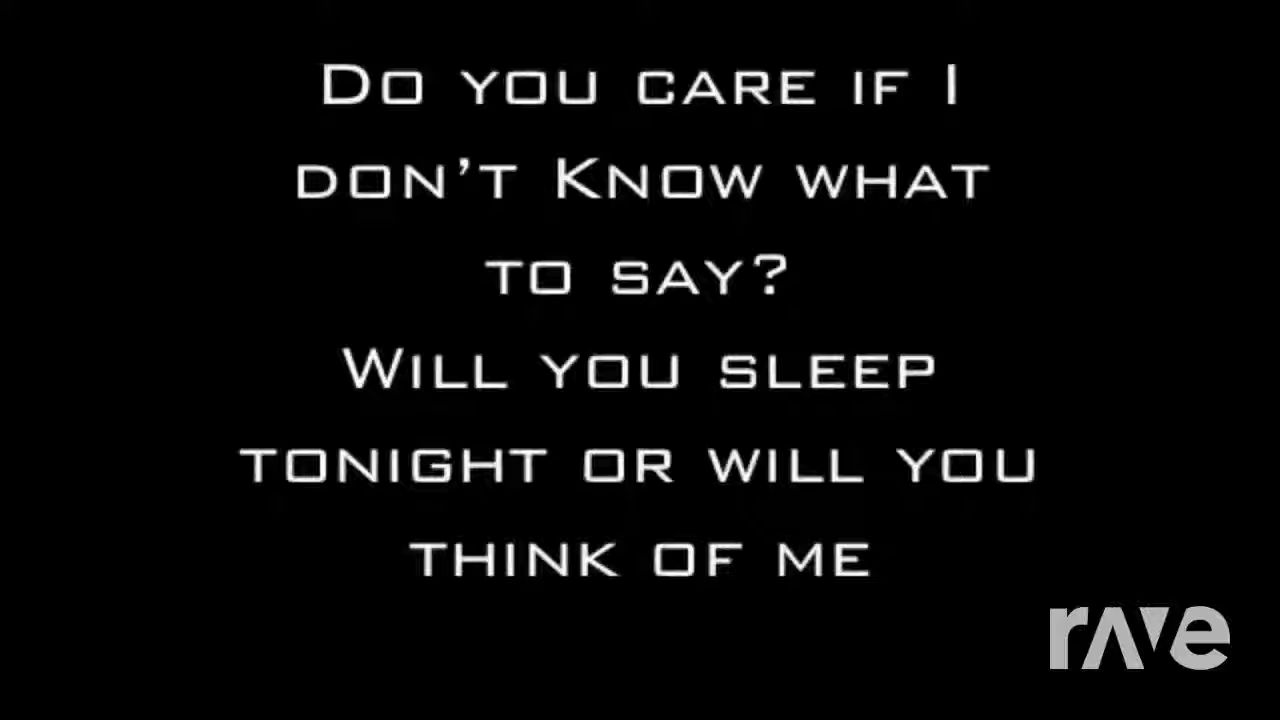 Do you care if I
don't Know what
to say?
Will you sleep
tonight or will you
think of me
rave